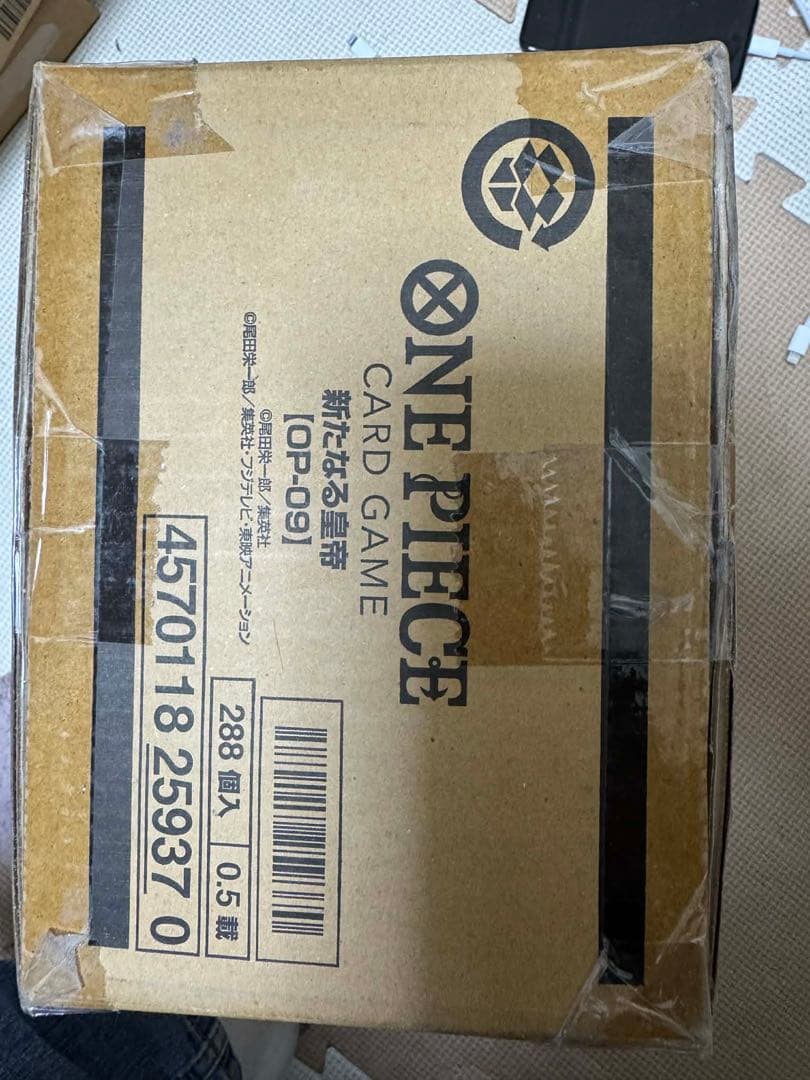 ONE PIECE
CARD GAME
新たなる皇帝
【OP-09】
©尾田栄一郎／集英社
©尾田栄一郎／集英社・フジテレビ・東映アニメーション
288 個入
0.5 載
4570118 259370